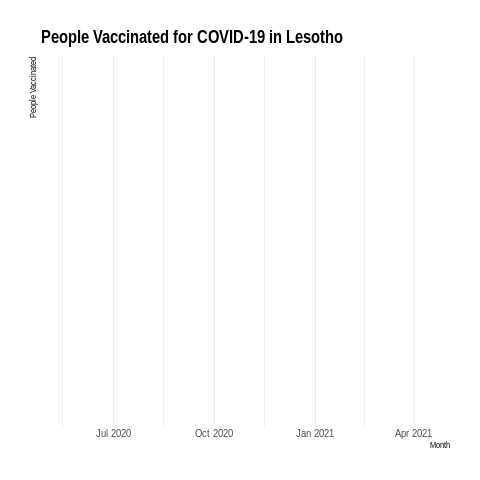 People Vaccinated for COVID-19 in Lesotho
People Vaccinated
Jul 2020
Oct 2020
Jan 2021
Apr 2021
Month